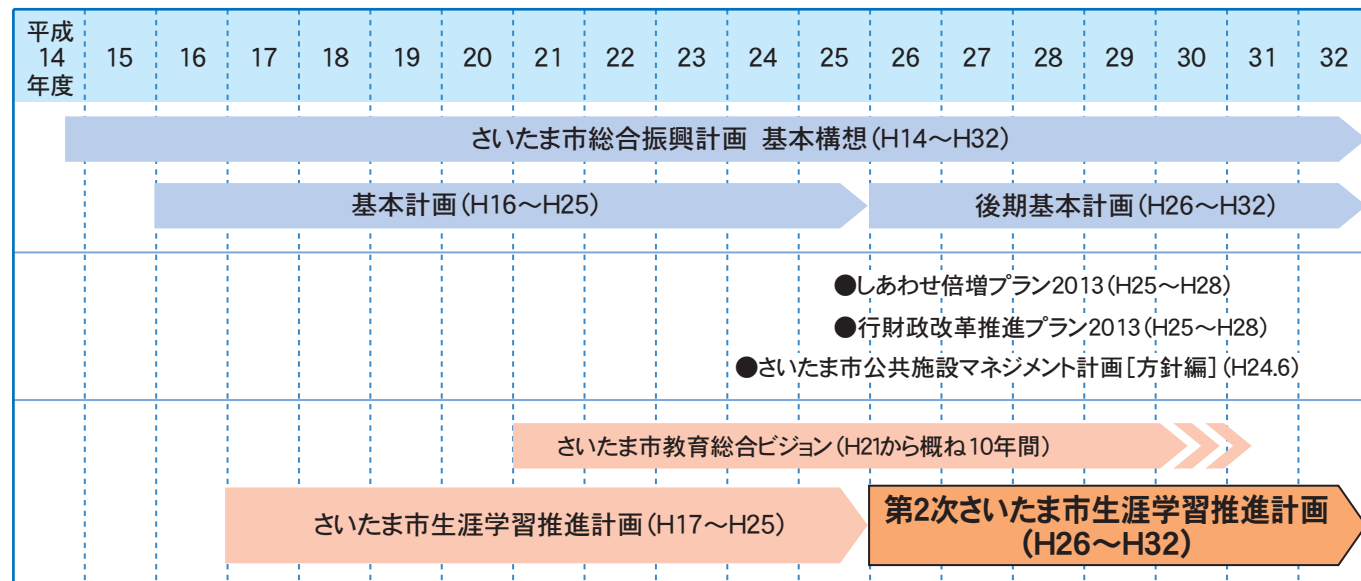 平成
14
年度
15 16 17 18 19 20 21 22 23 24 25 26 27 28 29 30 31 32
さいたま市総合振興計画 基本構想(H14～H32)
基本計画(H16～H25)
後期基本計画(H26～H32)
●しあわせ倍増プラン2013(H25～H28)
●行財政改革推進プラン2013(H25～H28)
●さいたま市公共施設マネジメント計画[方針編](H24.6)
さいたま市教育総合ビジョン(H21から概ね10年間)
さいたま市生涯学習推進計画(H17～H25)
第2次さいたま市生涯学習推進計画
(H26～H32)